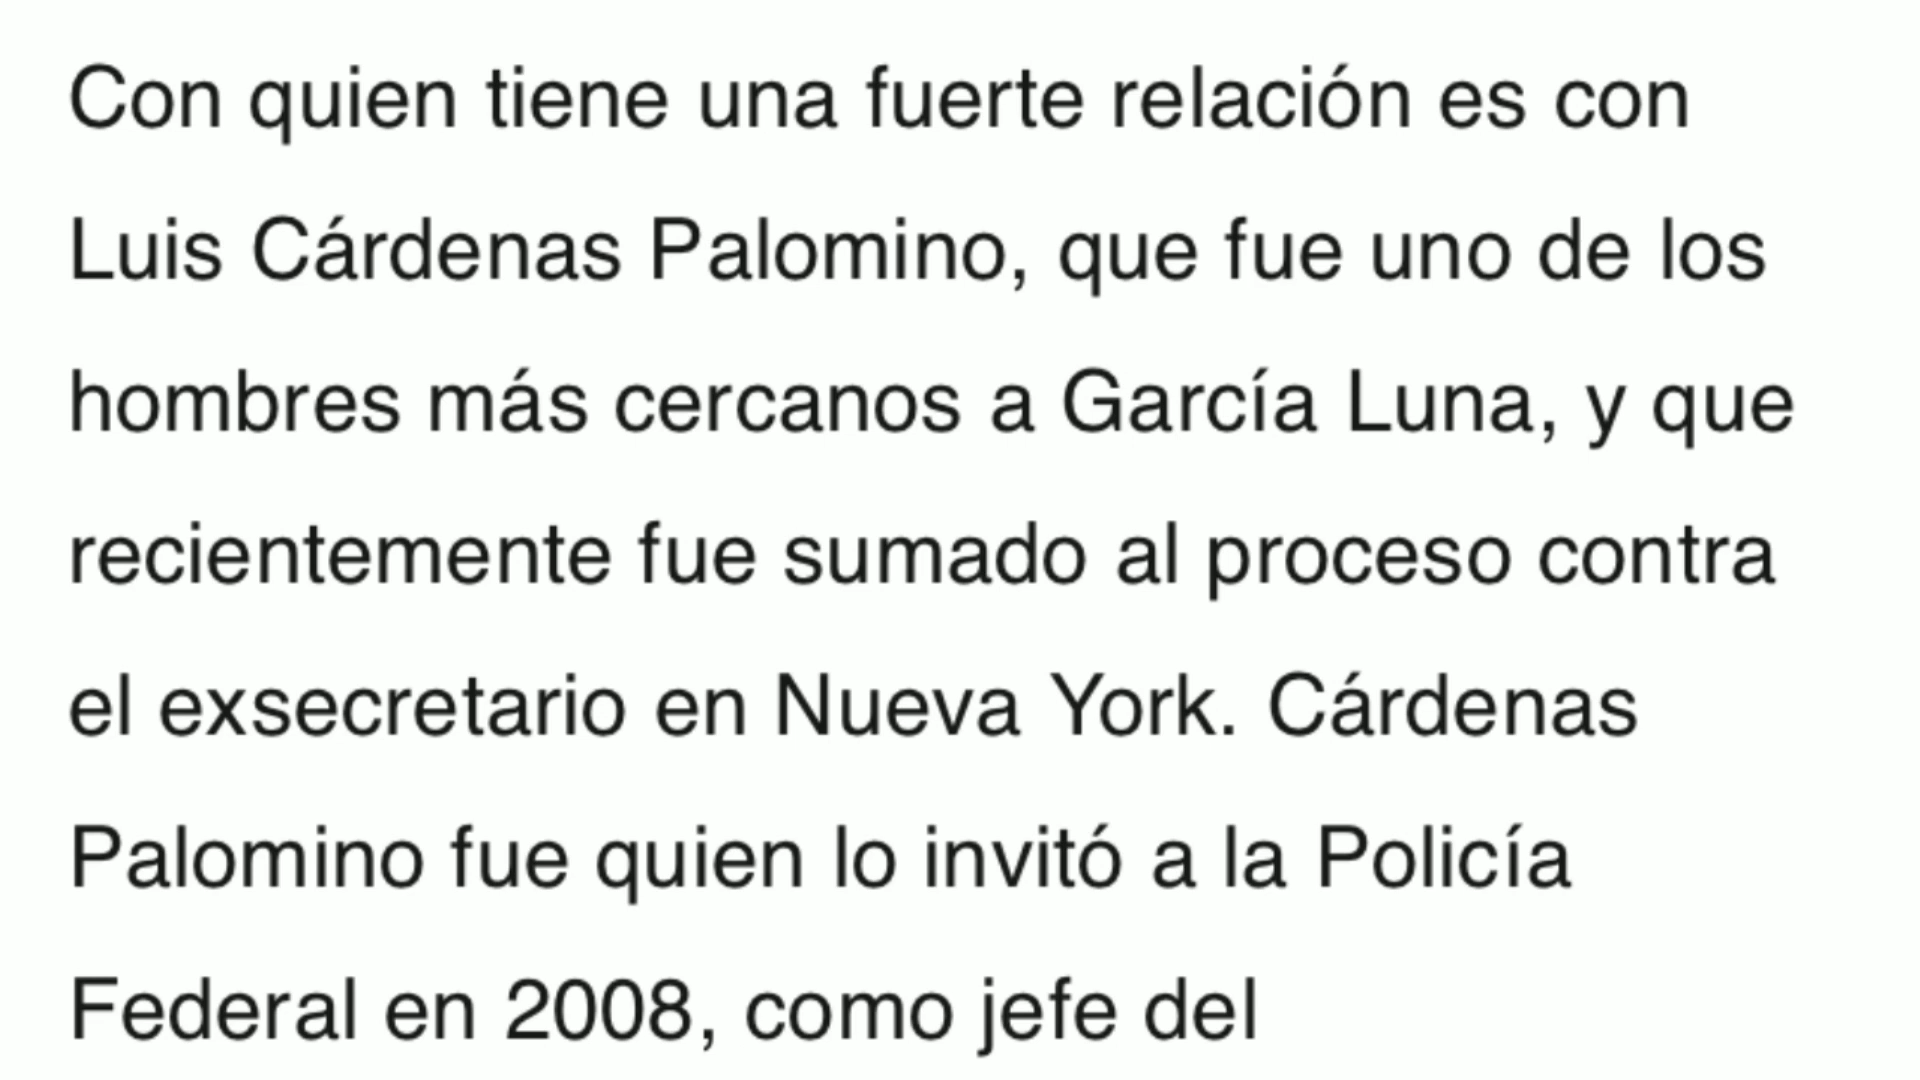 Con quien tiene una fuerte relación es con
Luis Cárdenas Palomino, que fue uno de los
hombres más cercanos a García Luna, y que
recientemente fue sumado al proceso contra
el exsecretario en Nueva York. Cárdenas
Palomino fue quien lo invitó a la Policía
Federal en 2008, como jefe del